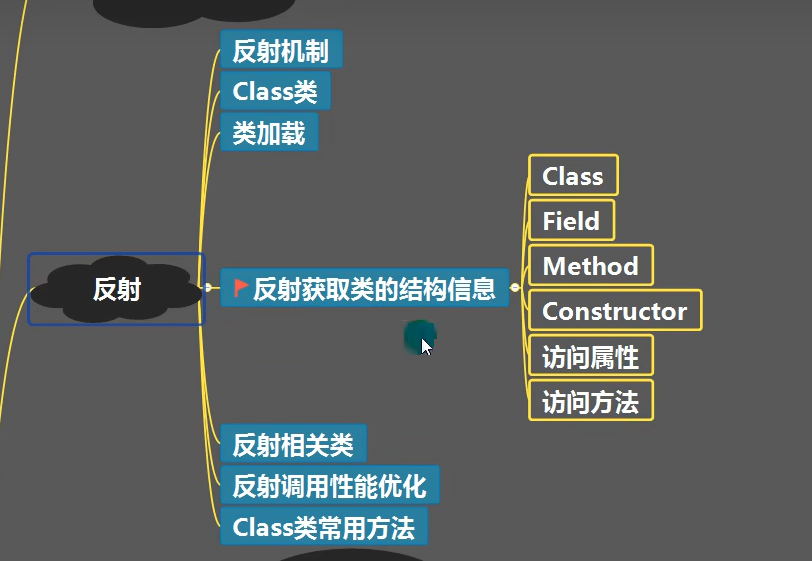 反射
反射机制
Class类
类加载
反射获取类的结构信息
Class
Field
Method
Constructor
访问属性
访问方法
反射相关类
反射调用性能优化
Class类常用方法